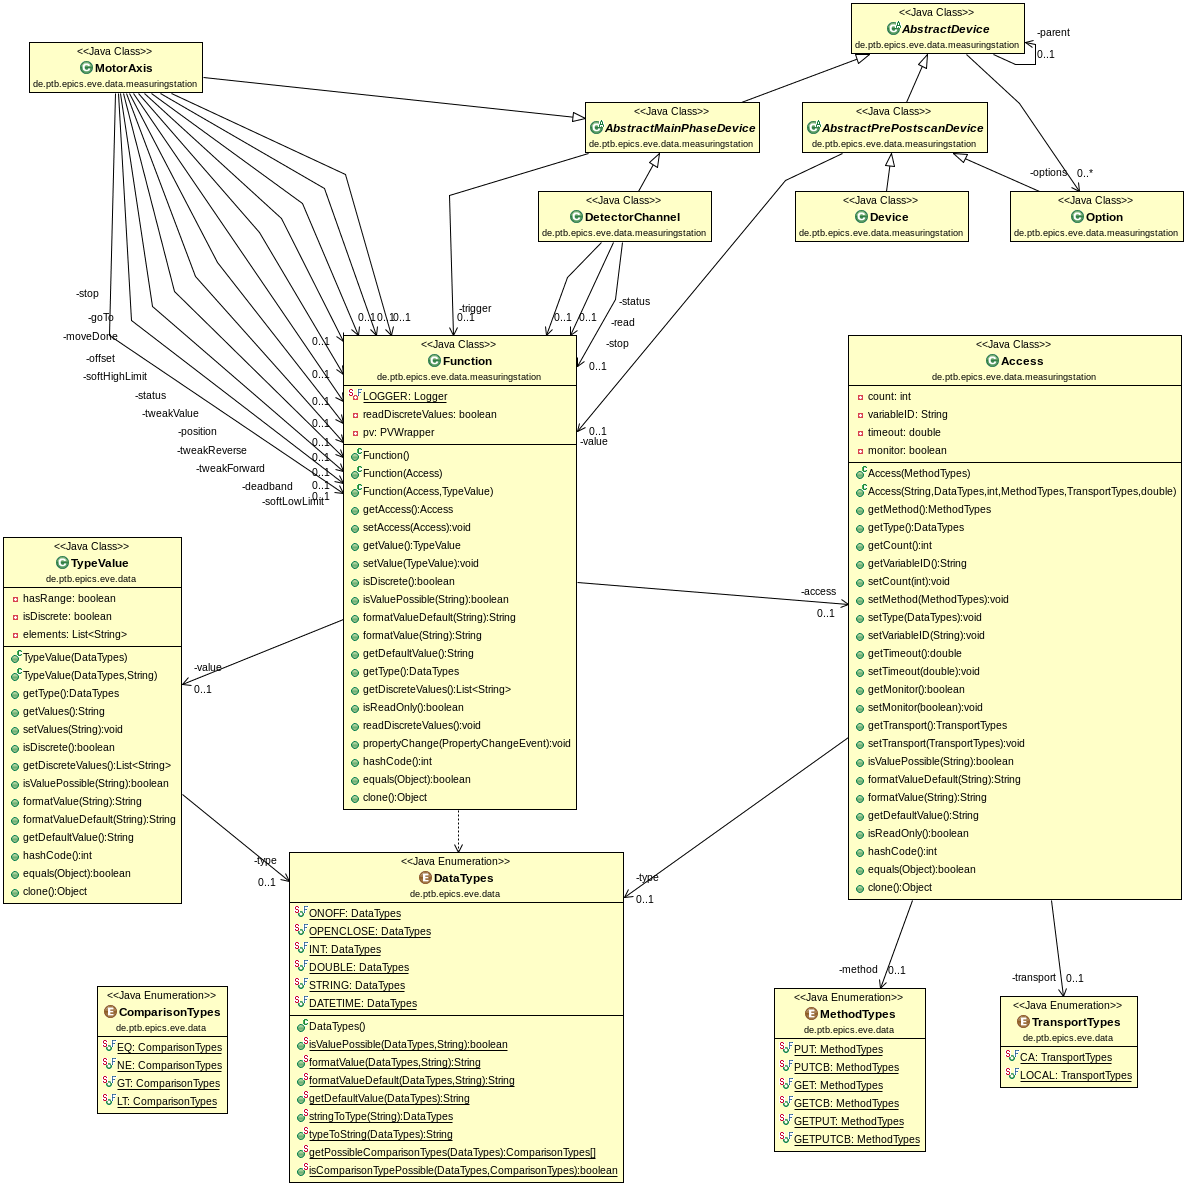 <<Java Class>>
AbstractDevice
de.ptb.epics.eve.data.measuringstation
-parent
0..1
<<Java Class>>
MotorAxis
de.ptb.epics.eve.data.measuringstation
<<Java Class>>
AbstractMainPhaseDevice
de.ptb.epics.eve.data.measuringstation
<<Java Class>>
AbstractPrePostscanDevice
de.ptb.epics.eve.data.measuringstation
-options
0..*
<<Java Class>>
DetectorChannel
de.ptb.epics.eve.data.measuringstation
<<Java Class>>
Device
de.ptb.epics.eve.data.measuringstation
<<Java Class>>
Option
de.ptb.epics.eve.data.measuringstation
-stop
-goTo
-moveDone
-offset
-softHighLimit
-status
-tweakValue
-position
-tweakReverse
-tweakForward
-deadband
-softLowLimit
0..1
0..1
0..1
0..1
0..1
0..1
0..1
0..1
0..1
0..1
0..1
0..1
-trigger
0..1
0..1
0..1
-status
-read
-stop
0..1
0..1
-value
<<Java Class>>
Function
de.ptb.epics.eve.data.measuringstation
LOGGER: Logger
readDiscreteValues: boolean
pv: PVWrapper
Function()
Function(Access)
Function(Access,TypeValue)
getAccess():Access
setAccess(Access):void
getValue():TypeValue
setValue(TypeValue):void
isDiscrete():boolean
isValuePossible(String):boolean
formatValueDefault(String):String
formatValue(String):String
getDefaultValue():String
getType():DataTypes
getDiscreteValues():List<String>
isReadOnly():boolean
readDiscreteValues():void
propertyChange(PropertyChangeEvent):void
hashCode():int
equals(Object):boolean
clone():Object
-access
0..1
<<Java Class>>
Access
de.ptb.epics.eve.data.measuringstation
count: int
variableID: String
timeout: double
monitor: boolean
Access(MethodTypes)
Access(String,DataTypes,int,MethodTypes,TransportTypes,double)
getMethod():MethodTypes
getType():DataTypes
getCount():int
getVariableID():String
setCount(int):void
setMethod(MethodTypes):void
setType(DataTypes):void
setVariableID(String):void
getTimeout():double
setTimeout(double):void
getMonitor():boolean
setMonitor(boolean):void
getTransport():TransportTypes
setTransport(TransportTypes):void
isValuePossible(String):boolean
formatValueDefault(String):String
formatValue(String):String
getDefaultValue():String
isReadOnly():boolean
hashCode():int
equals(Object):boolean
clone():Object
<<Java Class>>
TypeValue
de.ptb.epics.eve.data
hasRange: boolean
isDiscrete: boolean
elements: List<String>
TypeValue(DataTypes)
TypeValue(DataTypes,String)
getType():DataTypes
getValues():String
setValues(String):void
isDiscrete():boolean
getDiscreteValues():List<String>
isValuePossible(String):boolean
formatValue(String):String
formatValueDefault(String):String
getDefaultValue():String
hashCode():int
equals(Object):boolean
clone():Object
-value
0..1
-type
0..1
-type
0..1
<<Java Enumeration>>
DataTypes
de.ptb.epics.eve.data
ONOFF: DataTypes
OPENCLOSE: DataTypes
INT: DataTypes
DOUBLE: DataTypes
STRING: DataTypes
DATETIME: DataTypes
DataTypes()
isValuePossible(DataTypes,String):boolean
formatValue(DataTypes,String):String
formatValueDefault(DataTypes,String):String
getDefaultValue(DataTypes):String
stringToType(String):DataTypes
typeToString(DataTypes):String
getPossibleComparisonTypes(DataTypes):ComparisonTypes[]
isComparisonTypePossible(DataTypes,ComparisonTypes):boolean
<<Java Enumeration>>
ComparisonTypes
de.ptb.epics.eve.data
EQ: ComparisonTypes
NE: ComparisonTypes
GT: ComparisonTypes
LT: ComparisonTypes
-method
0..1
<<Java Enumeration>>
MethodTypes
de.ptb.epics.eve.data
PUT: MethodTypes
PUTCB: MethodTypes
GET: MethodTypes
GETCB: MethodTypes
GETPUT: MethodTypes
GETPUTCB: MethodTypes
-transport
0..1
<<Java Enumeration>>
TransportTypes
de.ptb.epics.eve.data
CA: TransportTypes
LOCAL: TransportTypes